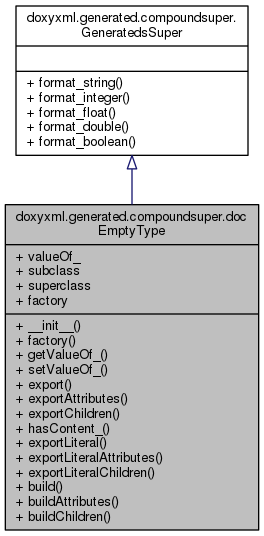 doxyxml.generated.compoundsuper.
GeneratedsSuper
+ format_string()
+ format_integer()
+ format_float()
+ format_double()
+ format_boolean()
doxyxml.generated.compoundsuper.doc
EmptyType
+ valueOf_
+ subclass
+ superclass
+ factory
+ __init__()
+ factory()
+ getValueOf_()
+ setValueOf_()
+ export()
+ exportAttributes()
+ exportChildren()
+ hasContent_()
+ exportLiteral()
+ exportLiteralAttributes()
+ exportLiteralChildren()
+ build()
+ buildAttributes()
+ buildChildren()